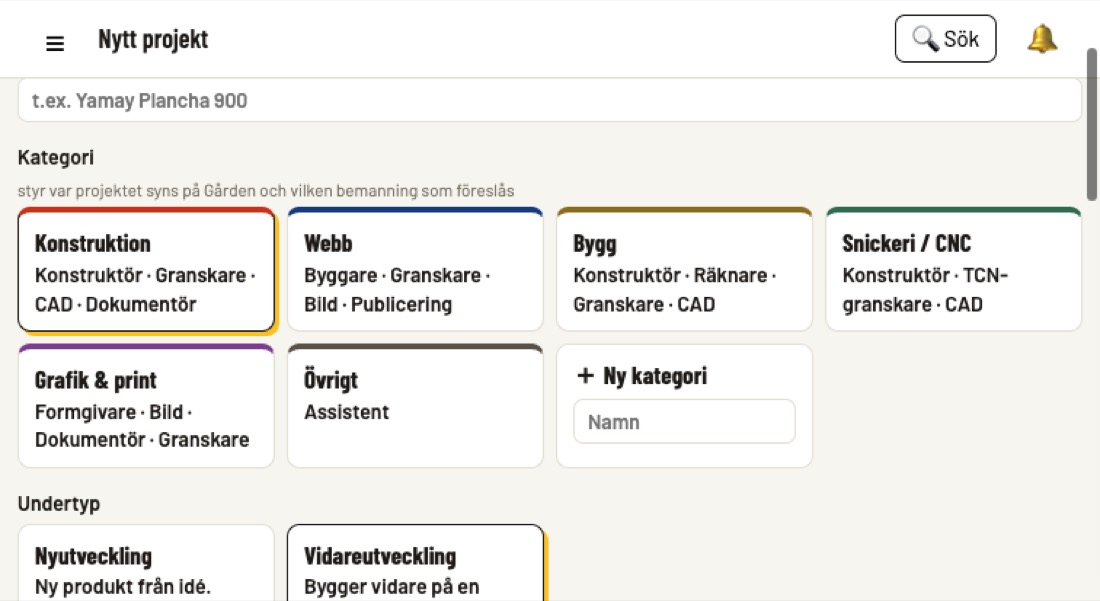 Nytt projekt
Sök
t.ex. Yamay Plancha 900
Kategori
styr var projektet syns på Gården och vilken bemanning som föreslås
Konstruktion
Konstruktör · Granskare ·
CAD · Dokumentör
Webb
Byggare · Granskare ·
Bild · Publicering
Bygg
Konstruktör · Räknare ·
Granskare · CAD
Snickeri / CNC
Konstruktör · TCN-
granskare · CAD
Grafik & print
Formgivare · Bild ·
Dokumentör · Granskare
Övrigt
Assistent
+ Ny kategori
Namn
Undertyp
Nyutveckling
Ny produkt från idé.
Vidareutveckling
Bygger vidare på en